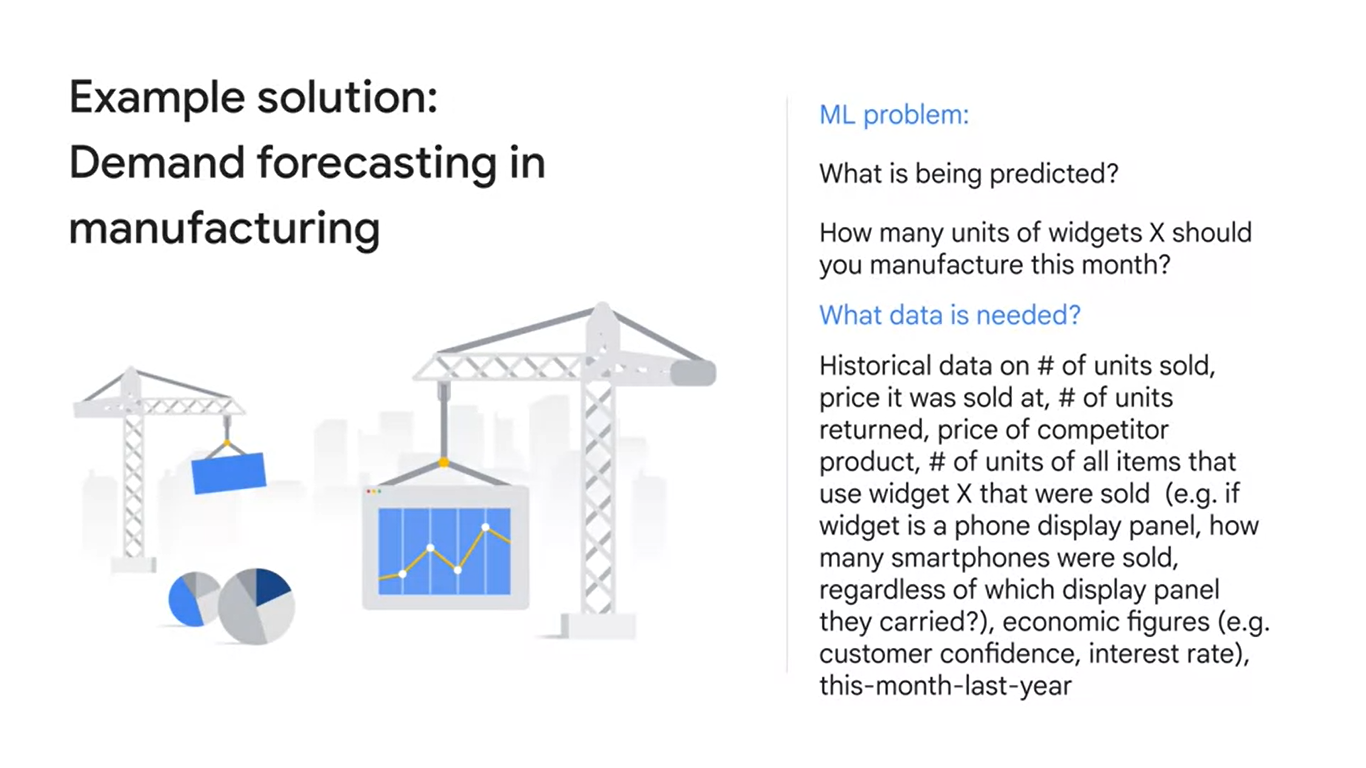 Example solution:
Demand forecasting in
manufacturing
ML problem:
What is being predicted?
How many units of widgets X should
you manufacture this month?
What data is needed?
Historical data on # of units sold,
price it was sold at, # of units
returned, price of competitor
product, # of units of all items that
use widget X that were sold (e.g. if
widget is a phone display panel, how
many smartphones were sold,
regardless of which display panel
they carried?), economic figures (e.g.
customer confidence, interest rate),
this-month-last-year